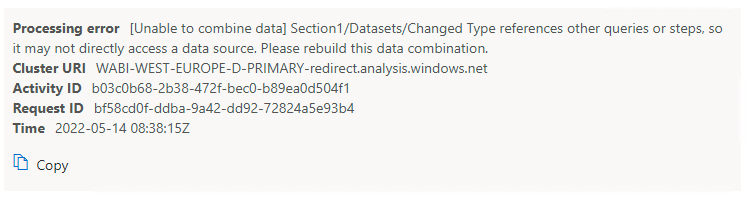 Processing error [Unable to combine data] Section1/Datasets/Changed Type references other queries or steps, so
it may not directly access a data source. Please rebuild this data combination.
Cluster URI WABI-WEST-EUROPE-D-PRIMARY-redirect.analysis.windows.net
Activity ID b03c0b68-2b38-472f-bec0-b89ea0d504f1
Request ID bf58cd0f-ddba-9a42-dd92-72824a5e93b4
Time 2022-05-14 08:38:15Z
Copy